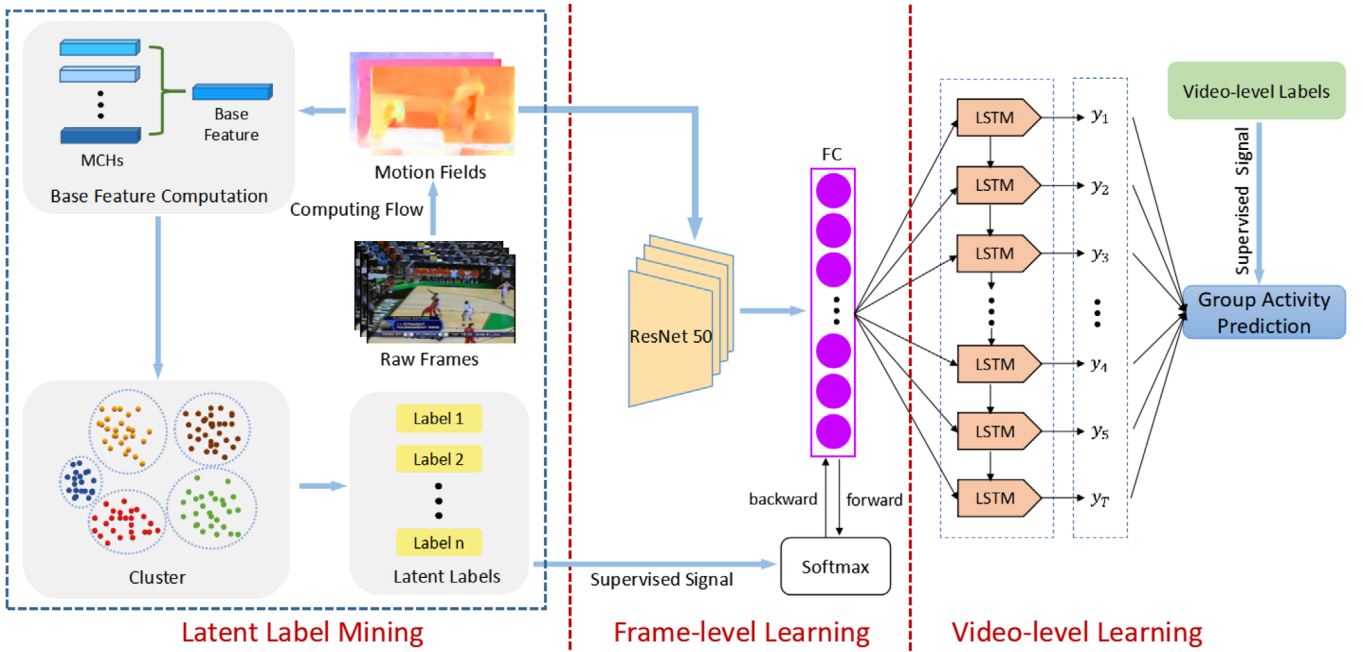 MCHs
Base
Feature
Base Feature Computation
Motion Fields
Computing Flow
Raw Frames
Cluster
Label 1
Label 2
Label n
Latent Labels
Latent Label Mining
ResNet 50
FC
backward
forward
Softmax
Supervised Signal
Frame-level Learning
LSTM
LSTM
LSTM
LSTM
LSTM
LSTM
y₁
y₂
y₃
y₄
y₅
y_T
Video-level Labels
Supervised Signal
Group Activity
Prediction
Video-level Learning